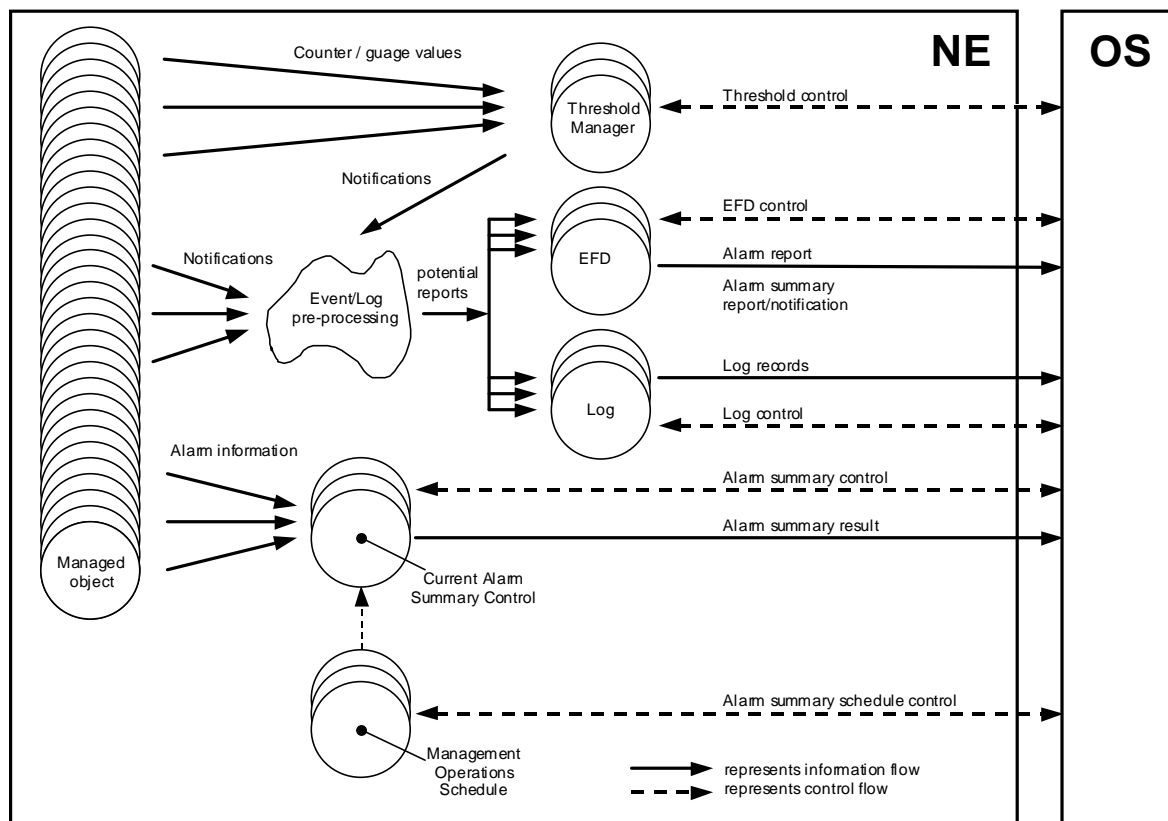 NE
OS
Counter / guage values
Threshold
Manager
Threshold control
Notifications
EFD control
Notifications
potential
reports
EFD
Alarm report
Event/Log
pre-processing
Alarm summary
report/notification
Log records
Log
Log control
Alarm information
Alarm summary control
Alarm summary result
Managed
object
Current Alarm
Summary Control
Alarm summary schedule control
Management
Operations
Schedule
represents information flow
represents control flow